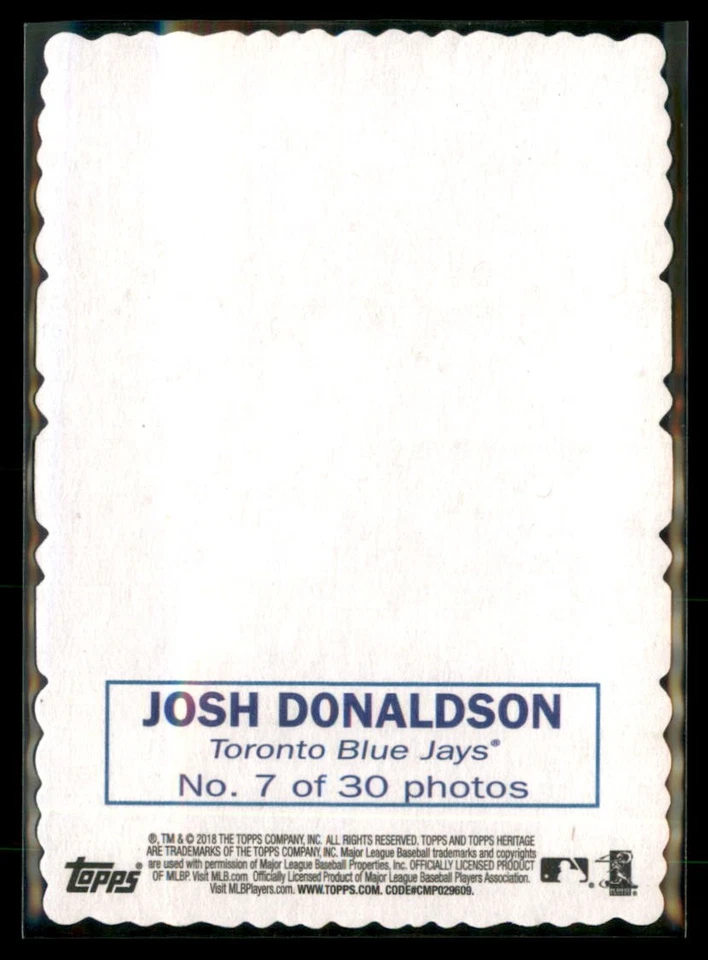 JOSH DONALDSON
Toronto Blue Jays®
No. 7 of 30 photos
®, TM & © 2018 THE TOPPS COMPANY, INC. ALL RIGHTS RESERVED. TOPPS AND TOPPS HERITAGE
ARE TRADEMARKS OF THE TOPPS COMPANY, INC. Major League Baseball trademarks and copyrights
are used with permission of Major League Baseball Properties, Inc. OFFICIALLY LICENSED PRODUCT
OF MLBP. Visit MLB.com Officially Licensed Product of Major League Baseball Players Association.
Visit MLBPlayers.com. WWW.TOPPS.COM. CODE#CMP029609.
Topps®